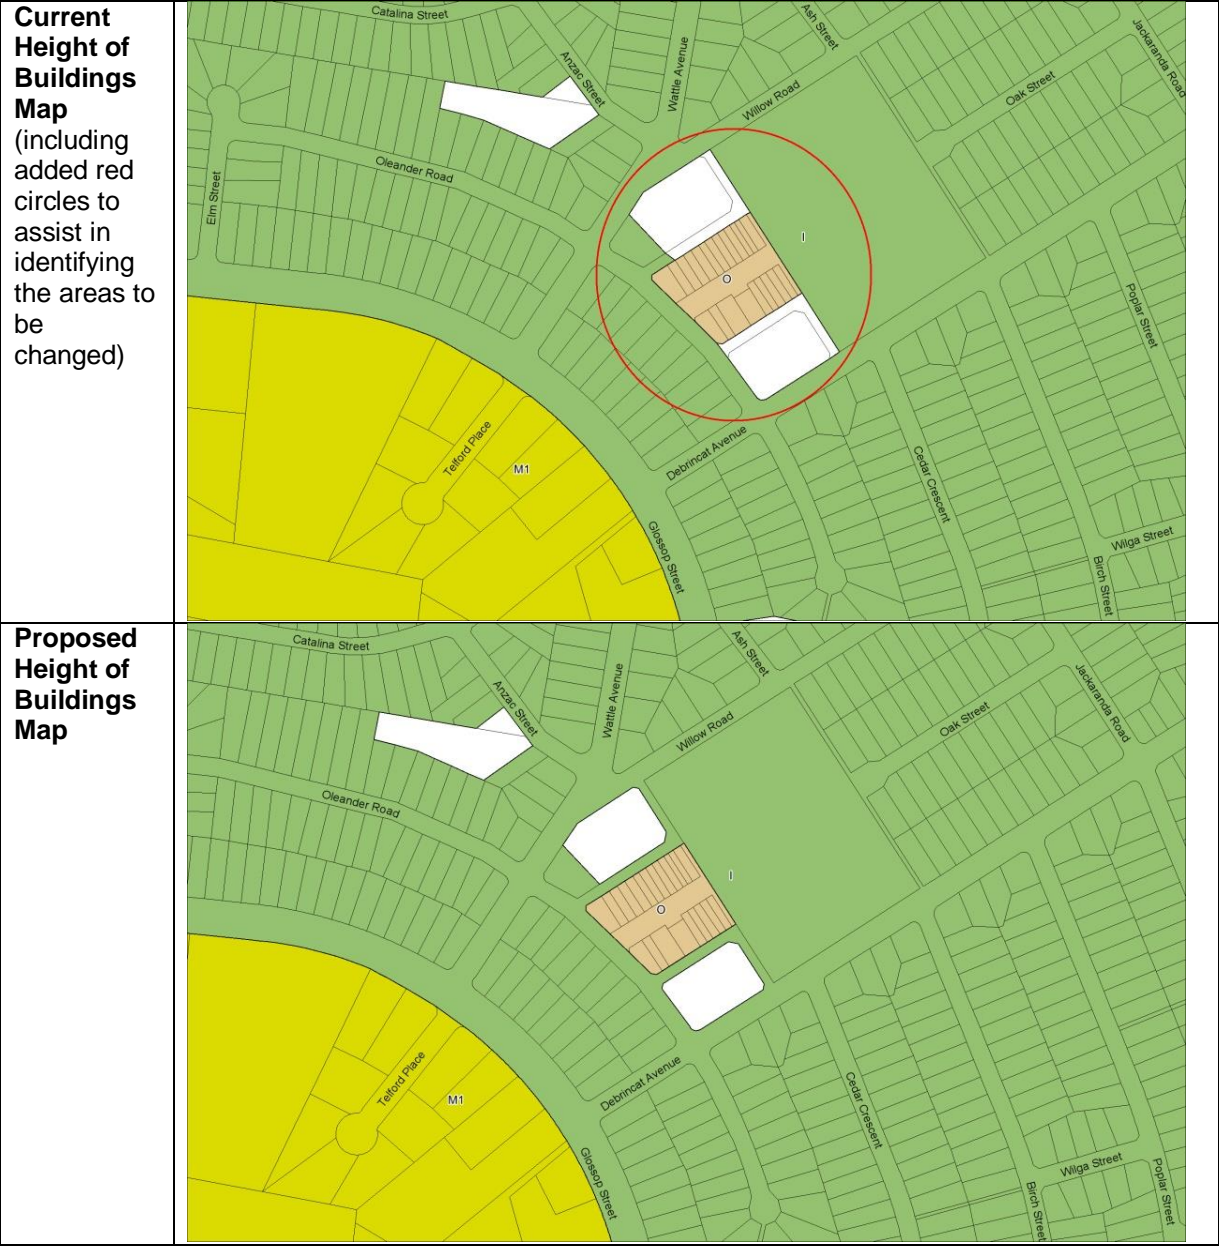 Current
Height of
Buildings
Map
(including
added red
circles to
assist in
identifying
the areas to
be
changed)
Catalina Street
Anzac Street
Wattle Avenue
Ash Street
Willow Road
Oak Street
Jackaranda Road
Oleander Road
Elm Street
I
O
Poplar Street
Telford Place
M1
Debrincat Avenue
Cedar Crescent
Glossop Street
Wilga Street
Birch Street
Proposed
Height of
Buildings
Map
Catalina Street
Anzac Street
Wattle Avenue
Ash Street
Willow Road
Oak Street
Jackaranda Road
Oleander Road
I
O
Telford Place
M1
Debrincat Avenue
Cedar Crescent
Glossop Street
Wilga Street
Birch Street
Poplar Street